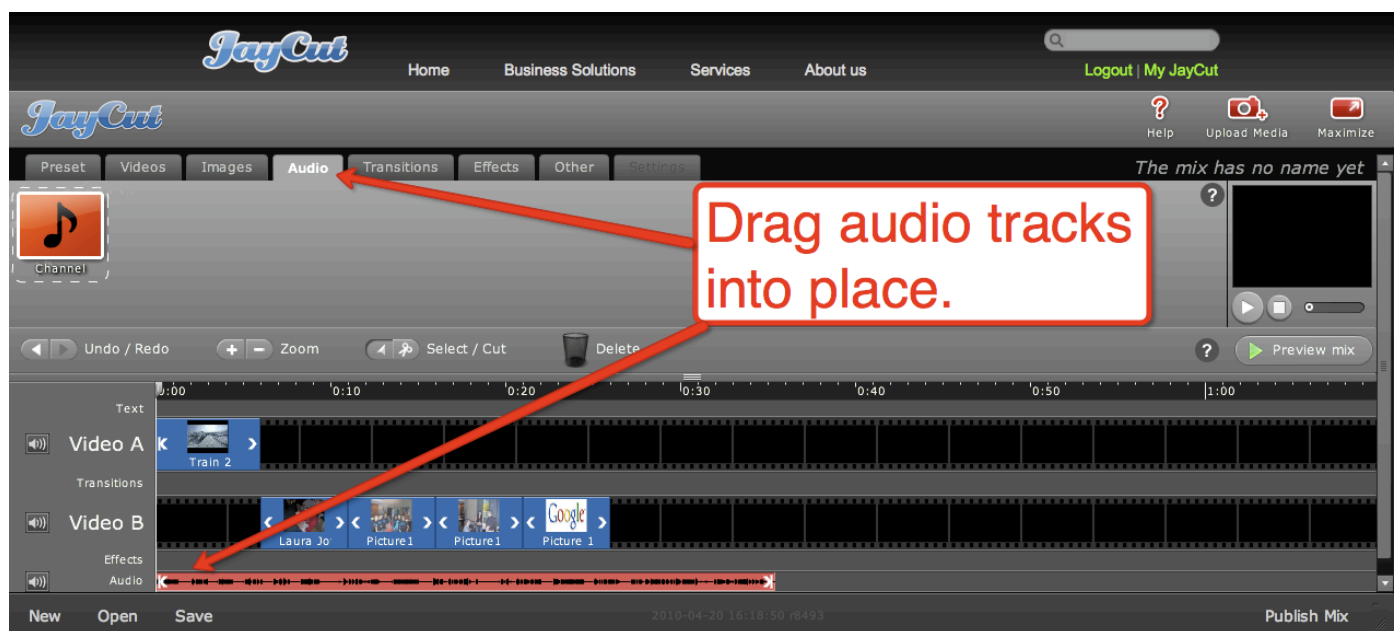 JayCut
Home Business Solutions Services About us
Logout | My JayCut
JayCut
Help Upload Media Maximize
Preset Videos Images Audio Transitions Effects Other Settings
The mix has no name yet
?
Channel
Drag audio tracks
into place.
Undo / Redo + - Zoom Select / Cut Delete ? Preview mix
0:00 0:10 0:20 0:30 0:40 0:50 1:00
Text
Video A
Train 2
Transitions
Video B
Google
Laura Jo Picture1 Picture1 Picture 1
Effects
Audio
New Open Save 2010-04-20 16:18:50 r8493 Publish Mix